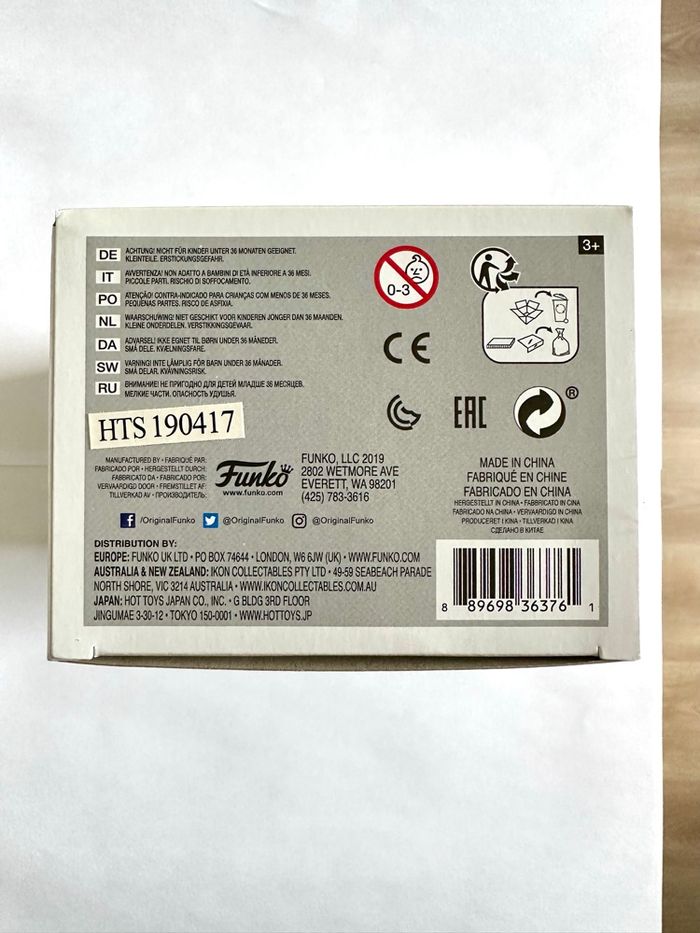 3+
DE ACHTUNG! NICHT FÜR KINDER UNTER 36 MONATEN GEEIGNET.
KLEINTEILE. ERSTICKUNGSGEFAHR.
IT AVVERTENZA! NON ADATTO A BAMBINI DI ETÀ INFERIORE A 36 MESI.
PICCOLE PARTI. RISCHIO DI SOFFOCAMENTO.
PO ATENÇÃO! CONTRA-INDICADO PARA CRIANÇAS COM MENOS DE 36 MESES.
PEQUENAS PARTES. RISCO DE ASFIXIA.
NL WAARSCHUWING! NIET GESCHIKT VOOR KINDEREN JONGER DAN 36 MAANDEN.
KLEINE ONDERDELEN. VERSTIKKINGSGEVAAR.
DA ADVARSEL! IKKE EGNET TIL BØRN UNDER 36 MÅNEDER.
SMÅ DELE. KVÆLNINGSFARE.
SW VARNING! INTE LÄMPLIG FÖR BARN UNDER 36 MÅNADER.
SMÅ DELAR. KVÄVNINGSRISK.
RU ВНИМАНИЕ! НЕ ПРИГОДНО ДЛЯ ДЕТЕЙ МЛАДШЕ 36 МЕСЯЦЕВ.
МЕЛКИЕ ЧАСТИ. ОПАСНОСТЬ УДУШЬЯ.
0-3
CE
EAC
®
HTS 190417
MANUFACTURED BY • FABRIQUÉ PAR:
FABRICADO POR • HERGESTELLT DURCH:
FABBRICATO DA • FABRICADO POR:
VERVAARDIGD DOOR • FREMSTILLET AF:
TILLVERKAD AV • ПРОИЗВОДИТЕЛЬ:
Funko
www.funko.com
FUNKO, LLC 2019
2802 WETMORE AVE
EVERETT, WA 98201
(425) 783-3616
MADE IN CHINA
FABRIQUÉ EN CHINE
FABRICADO EN CHINA
HERGESTELLT IN CHINA • FABBRICATO IN CINA
FABRICADO NA CHINA • VERVAARDIGD IN CHINA
PRODUCERET I KINA • TILLVERKAD I KINA
СДЕЛАНО В КИТАЕ
f /OriginalFunko @OriginalFunko @OriginalFunko
DISTRIBUTION BY:
EUROPE: FUNKO UK LTD • PO BOX 74644 • LONDON, W6 6JW (UK) • WWW.FUNKO.COM
AUSTRALIA & NEW ZEALAND: IKON COLLECTABLES PTY LTD • 49-59 SEABEACH PARADE
NORTH SHORE, VIC 3214 AUSTRALIA • WWW.IKONCOLLECTABLES.COM.AU
JAPAN: HOT TOYS JAPAN CO., INC. • G BLDG 3RD FLOOR
JINGUMAE 3-30-12 • TOKYO 150-0001 • WWW.HOTTOYS.JP
8 89698 36376 1